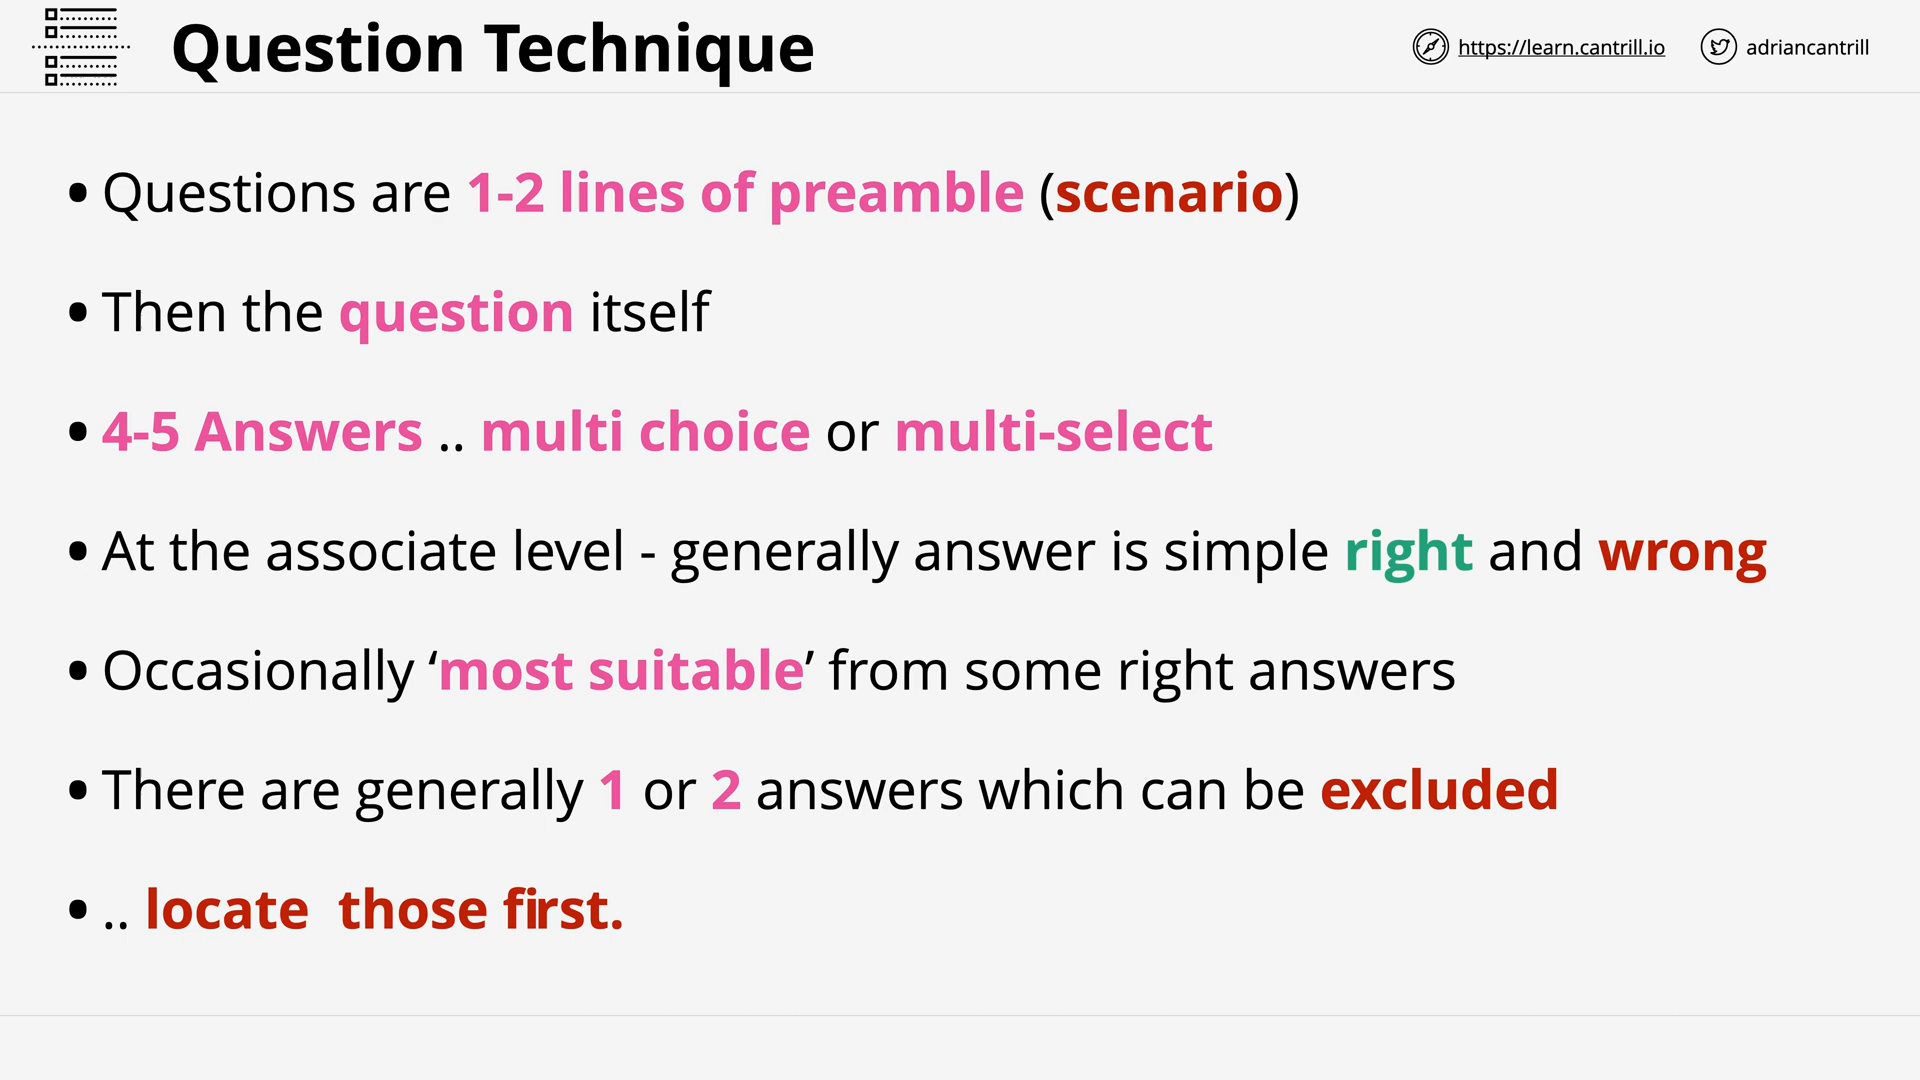 Question Technique
https://learn.cantrill.io
adriancantrill
• Questions are 1-2 lines of preamble (scenario)
• Then the question itself
• 4-5 Answers .. multi choice or multi-select
• At the associate level - generally answer is simple right and wrong
• Occasionally ‘most suitable’ from some right answers
• There are generally 1 or 2 answers which can be excluded
• .. locate  those first.